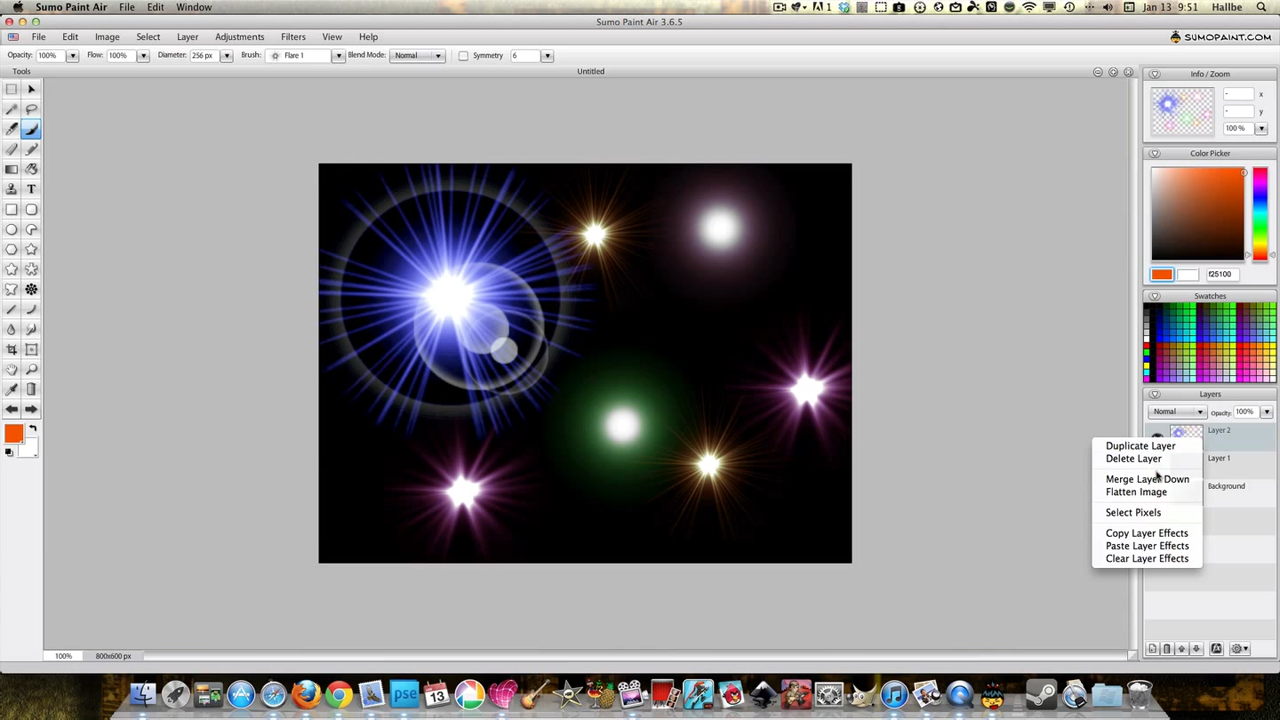 Sumo Paint Air File Edit Window
1 Jan 13 9:51 Hallbe
Sumo Paint Air 3.6.5
File Edit Image Select Layer Adjustments Filters View Help
SUMOPAINT.COM
Opacity: 100% Flow: 100% Diameter: 256 px Brush: Flare 1 Blend Mode: Normal Symmetry 6
Tools
Untitled
Info / Zoom
- x
- y
100 %
Color Picker
f25100
Swatches
Layers
Normal Opacity: 100%
Layer 2
Layer 1
Background
Duplicate Layer
Delete Layer
Merge Layer Down
Flatten Image
Select Pixels
Copy Layer Effects
Paste Layer Effects
Clear Layer Effects
T
100% 800x600 px
pse
13